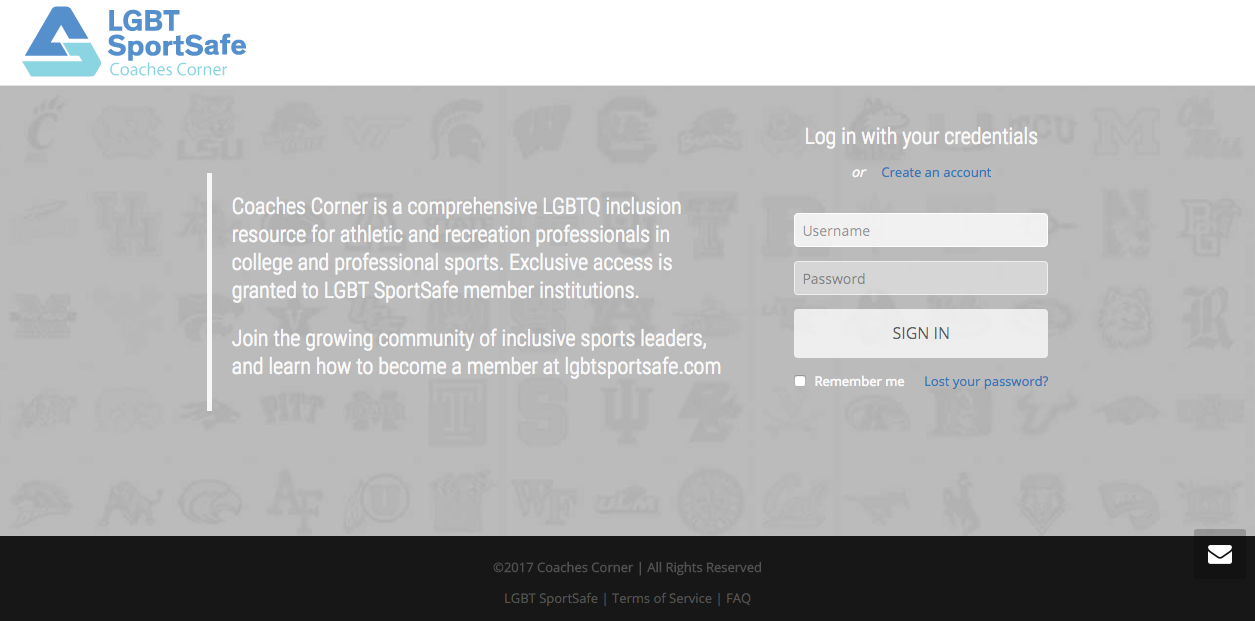 LGBT
SportSafe
Coaches Corner
Log in with your credentials
or Create an account
Coaches Corner is a comprehensive LGBTQ inclusion
resource for athletic and recreation professionals in
college and professional sports. Exclusive access is
granted to LGBT SportSafe member institutions.
Join the growing community of inclusive sports leaders,
and learn how to become a member at lgbtsportsafe.com
Username
Password
SIGN IN
Remember me Lost your password?
LSU
PITT
WF
ULM
©2017 Coaches Corner | All Rights Reserved
LGBT SportSafe | Terms of Service | FAQ